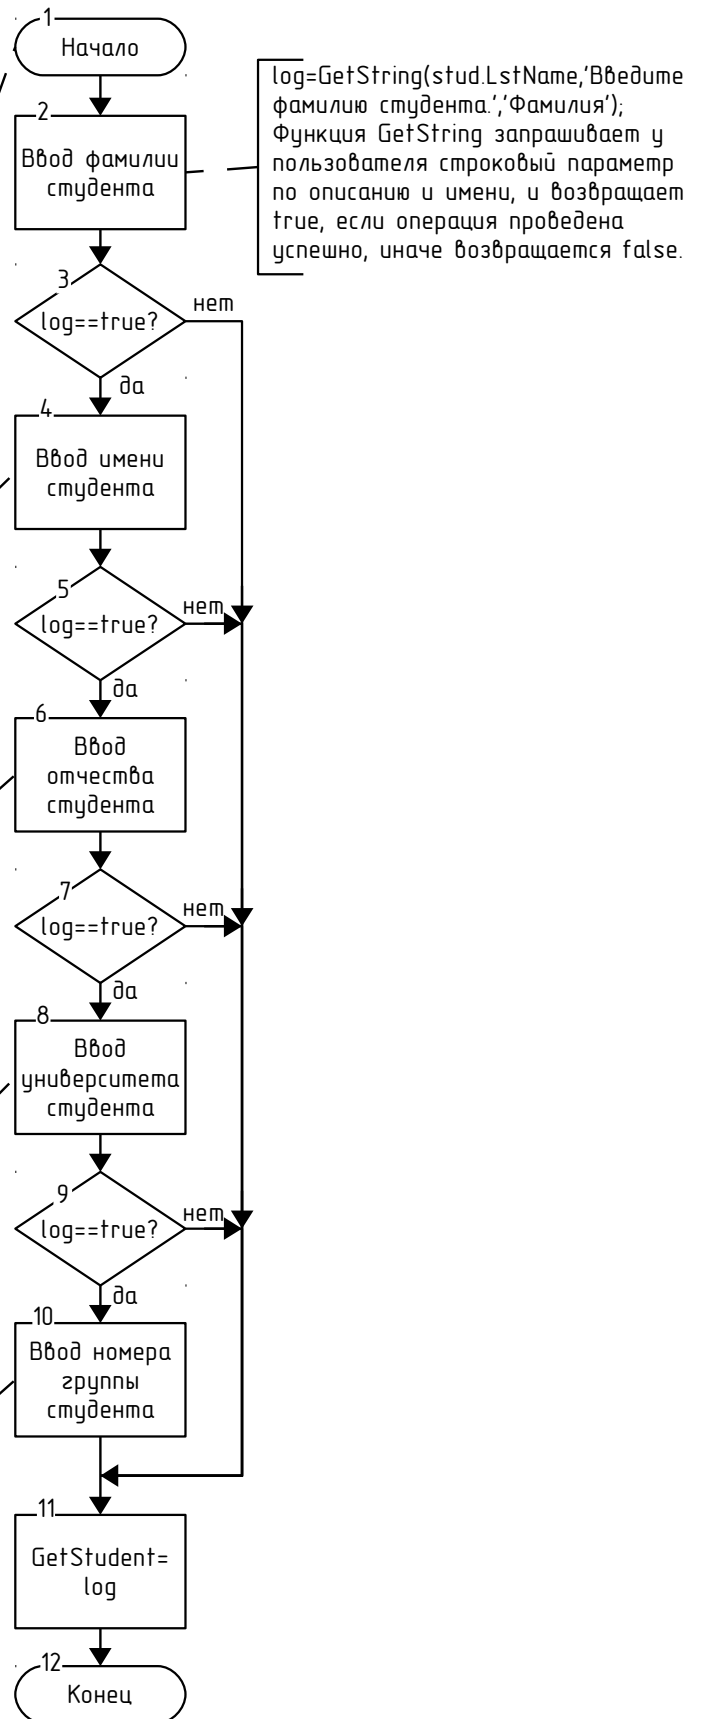 1
Начало
log=GetString(stud.LstName,'Введите
фамилию студента.','Фамилия');
Функция GetString запрашивает у
пользователя строковый параметр
по описанию и имени, и возвращает
true, если операция проведена
успешно, иначе возвращается false.
2
Ввод фамилии
студента
3
log==true?
нет
да
4
Ввод имени
студента
5
log==true?
нет
да
6
Ввод
отчества
студента
7
log==true?
нет
да
8
Ввод
университета
студента
9
log==true?
нет
да
10
Ввод номера
группы
студента
11
GetStudent=
log
12
Конец